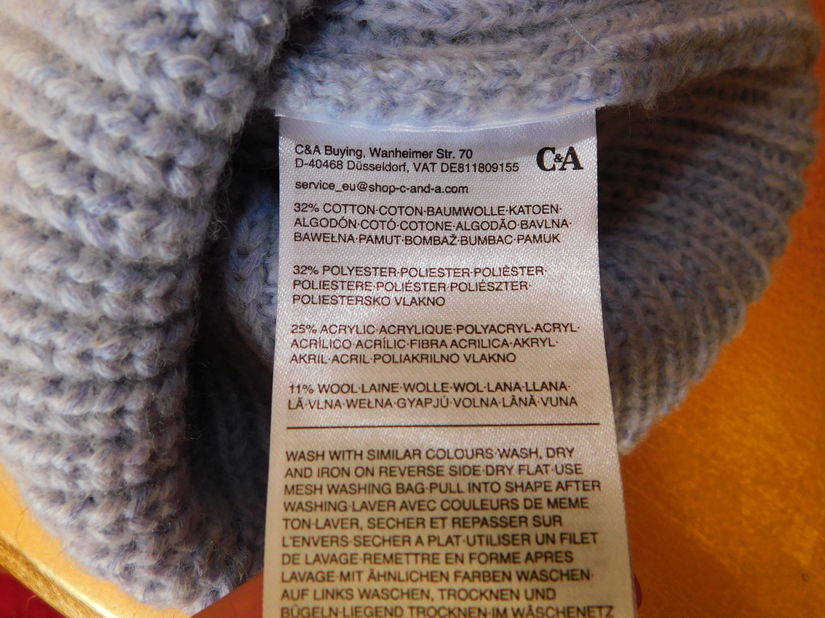 C&A Buying, Wanheimer Str. 70
D-40468 Düsseldorf, VAT DE811809155
C&A
service_eu@shop-c-and-a.com
32% COTTON·COTON·BAUMWOLLE·KATOEN·
ALGODÓN·COTÓ·COTONE·ALGODÃO·BAVLNA·
BAWEŁNA·PAMUT·BOMBAŽ·BUMBAC·PAMUK
32% POLYESTER·POLIESTER·POLIÈSTER·
POLIESTERE·POLIÉSTER·POLIÉSZTER·
POLIESTERSKO VLAKNO
25% ACRYLIC·ACRYLIQUE·POLYACRYL·ACRYL·
ACRÍLICO·ACRÍLIC·FIBRA ACRILICA·AKRYL·
AKRIL·ACRIL·POLIAKRILNO VLAKNO
11% WOOL·LAINE·WOLLE·WOL·LANA·LLANA·
LÃ·VLNA·WEŁNA·GYAPJÚ·VOLNA·LÂNĂ·VUNA
WASH WITH SIMILAR COLOURS·WASH, DRY
AND IRON ON REVERSE SIDE·DRY FLAT·USE
MESH WASHING BAG·PULL INTO SHAPE AFTER
WASHING·LAVER AVEC COULEURS DE MEME
TON·LAVER, SECHER ET REPASSER SUR
L'ENVERS·SECHER A PLAT·UTILISER UN FILET
DE LAVAGE·REMETTRE EN FORME APRES
LAVAGE·MIT ÄHNLICHEN FARBEN WASCHEN·
AUF LINKS WASCHEN, TROCKNEN UND
BÜGELN·LIEGEND TROCKNEN·IM WÄSCHENETZ